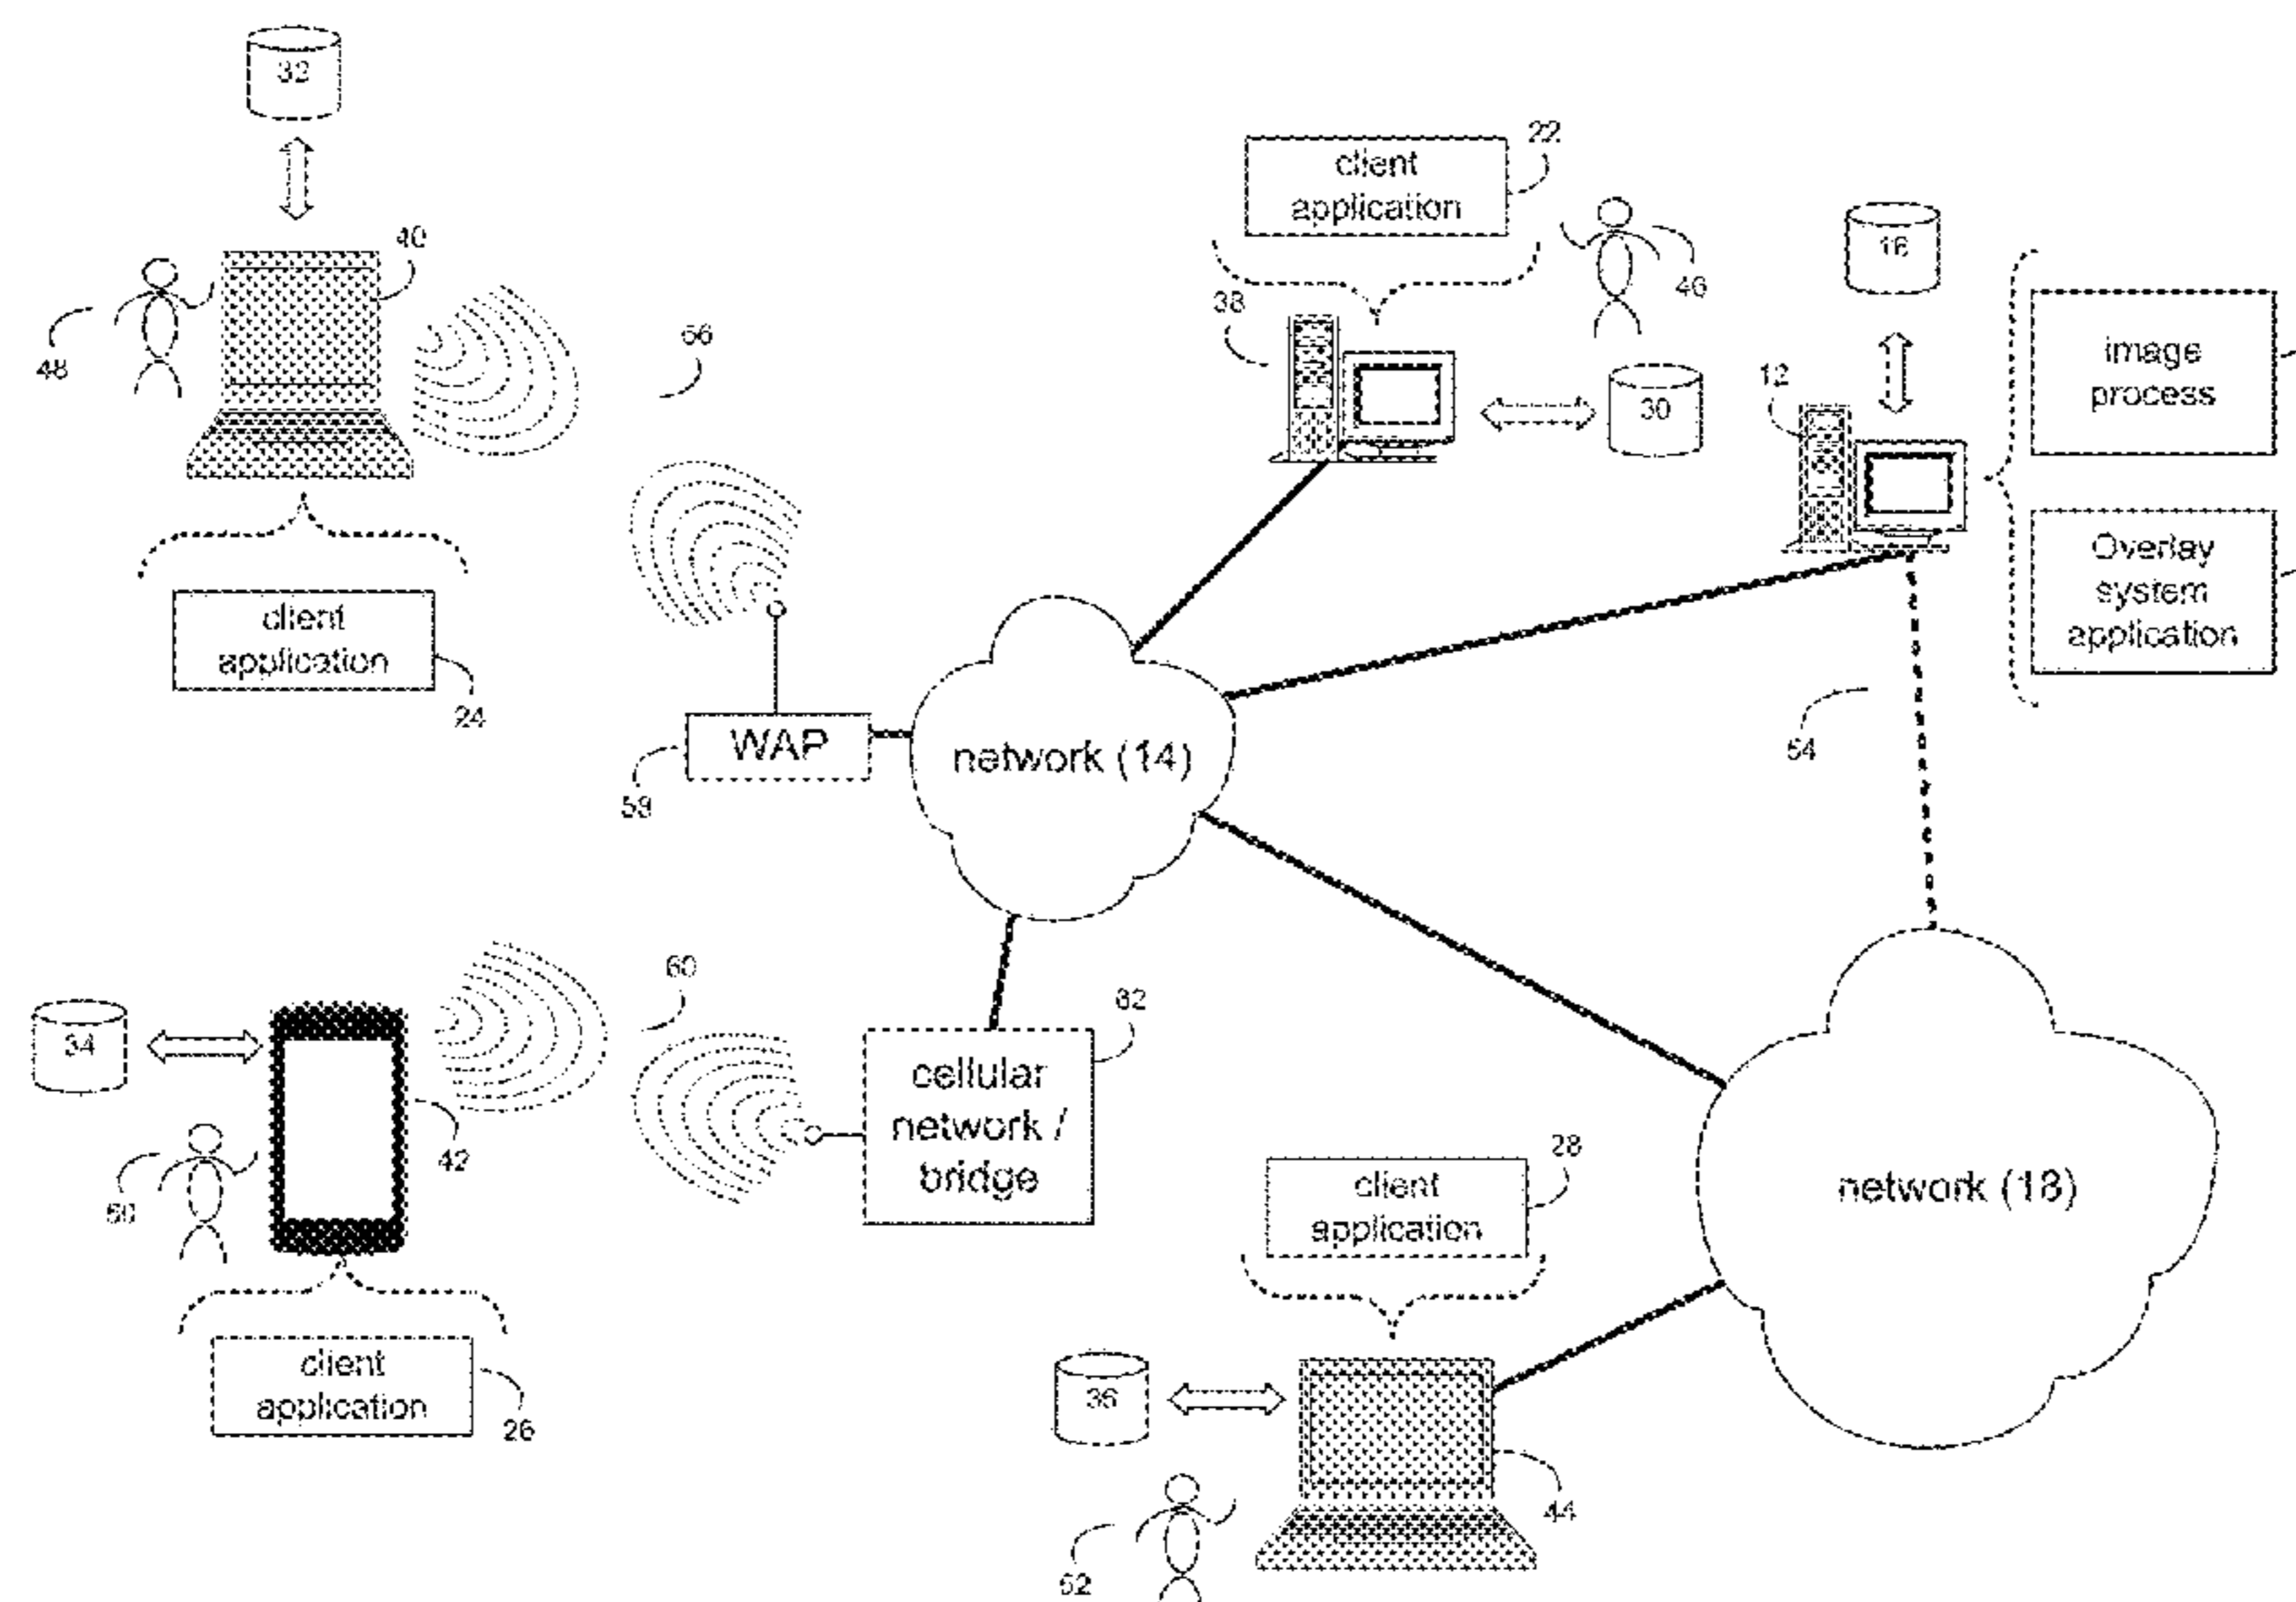 32
40
48
56
client
application
24
22
client
application
46
38
30
16
12
image
process
Overlay
system
application
54
WAP
58
network (14)
60
62
34
42
50
cellular
network /
bridge
client
application
26
28
client
application
36
44
52
network (18)